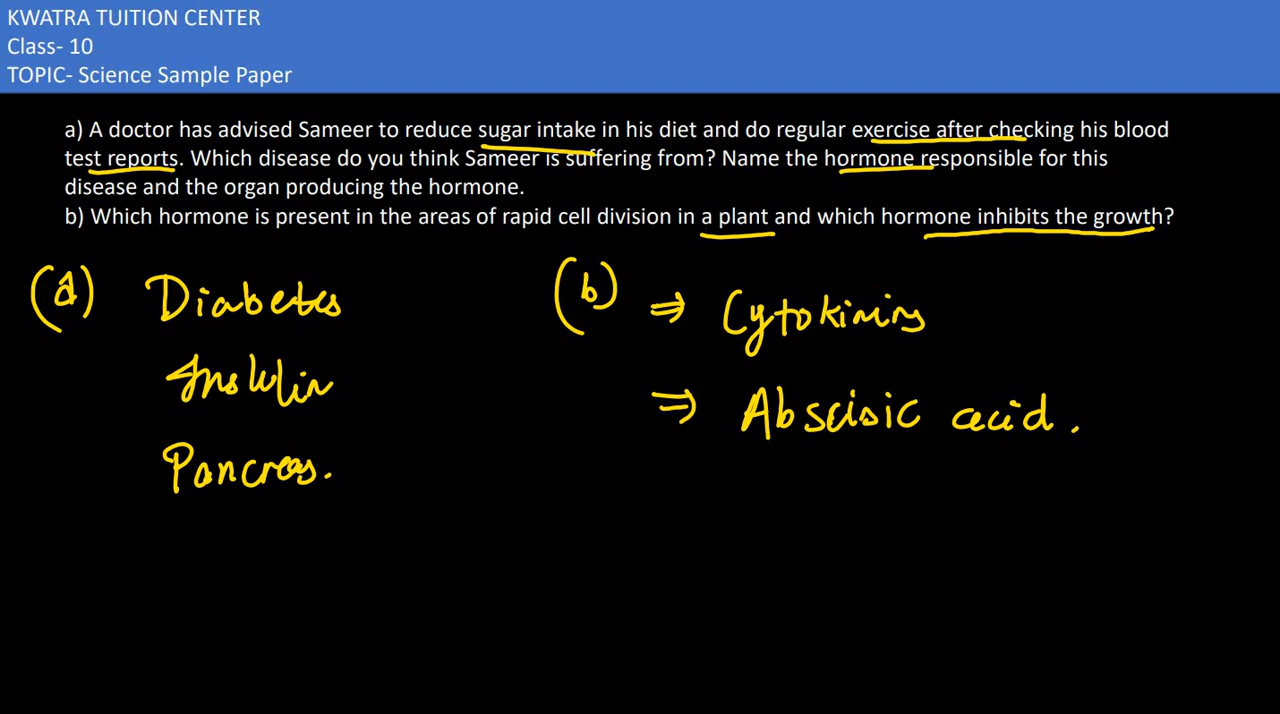 KWATRA TUITION CENTER
Class- 10
TOPIC- Science Sample Paper
a) A doctor has advised Sameer to reduce sugar intake in his diet and do regular exercise after checking his blood
test reports. Which disease do you think Sameer is suffering from? Name the hormone responsible for this
disease and the organ producing the hormone.
b) Which hormone is present in the areas of rapid cell division in a plant and which hormone inhibits the growth?
(a) Diabetes
Insulin
Pancreas.
(b) ⇒ Cytokinins
⇒ Abscisic acid.